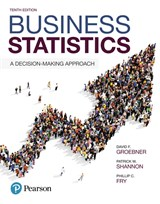 TENTH EDITION
BUSINESS
STATISTICS
A DECISION-MAKING APPROACH
DAVID F.
GROEBNER
PATRICK W.
SHANNON
PHILLIP C.
FRY
Pearson